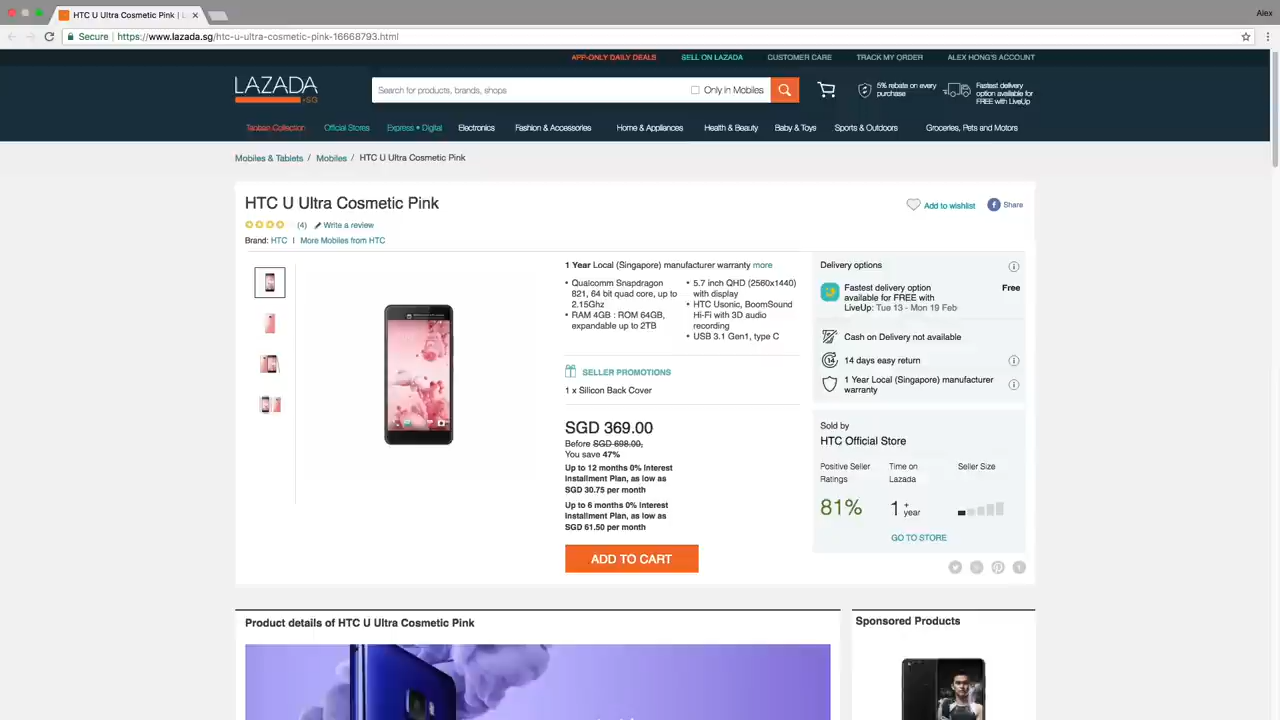 HTC U Ultra Cosmetic Pink | L
Alex
Secure | https://www.lazada.sg/htc-u-ultra-cosmetic-pink-16668793.html
APP-ONLY DAILY DEALS SELL ON LAZADA CUSTOMER CARE TRACK MY ORDER ALEX HONG'S ACCOUNT
LAZADA
.SG
Search for products, brands, shops
Only in Mobiles
5% rebate on every
purchase
Fastest delivery
option available for
FREE with LiveUp
Taobao Collection Official Stores Express • Digital Electronics Fashion & Accessories Home & Appliances Health & Beauty Baby & Toys Sports & Outdoors Groceries, Pets and Motors
Mobiles & Tablets / Mobiles / HTC U Ultra Cosmetic Pink
HTC U Ultra Cosmetic Pink
Add to wishlist
Share
(4) Write a review
Brand: HTC | More Mobiles from HTC
1 Year Local (Singapore) manufacturer warranty more
• Qualcomm Snapdragon
821, 64 bit quad core, up to
2.15Ghz
• RAM 4GB : ROM 64GB,
expandable up to 2TB
• 5.7 inch QHD (2560x1440)
with display
• HTC Usonic, BoomSound
Hi-Fi with 3D audio
recording
• USB 3.1 Gen1, type C
SELLER PROMOTIONS
1 x Silicon Back Cover
SGD 369.00
Before SGD 698.00,
You save 47%
Up to 12 months 0% Interest
Installment Plan, as low as
SGD 30.75 per month
Up to 6 months 0% Interest
Installment Plan, as low as
SGD 61.50 per month
ADD TO CART
Delivery options
Fastest delivery option
available for FREE with
LiveUp: Tue 13 - Mon 19 Feb
Free
Cash on Delivery not available
14 days easy return
14
1 Year Local (Singapore) manufacturer
warranty
Sold by
HTC Official Store
Positive Seller
Ratings
Time on
Lazada
Seller Size
81%
1 + year
GO TO STORE
Product details of HTC U Ultra Cosmetic Pink
Sponsored Products